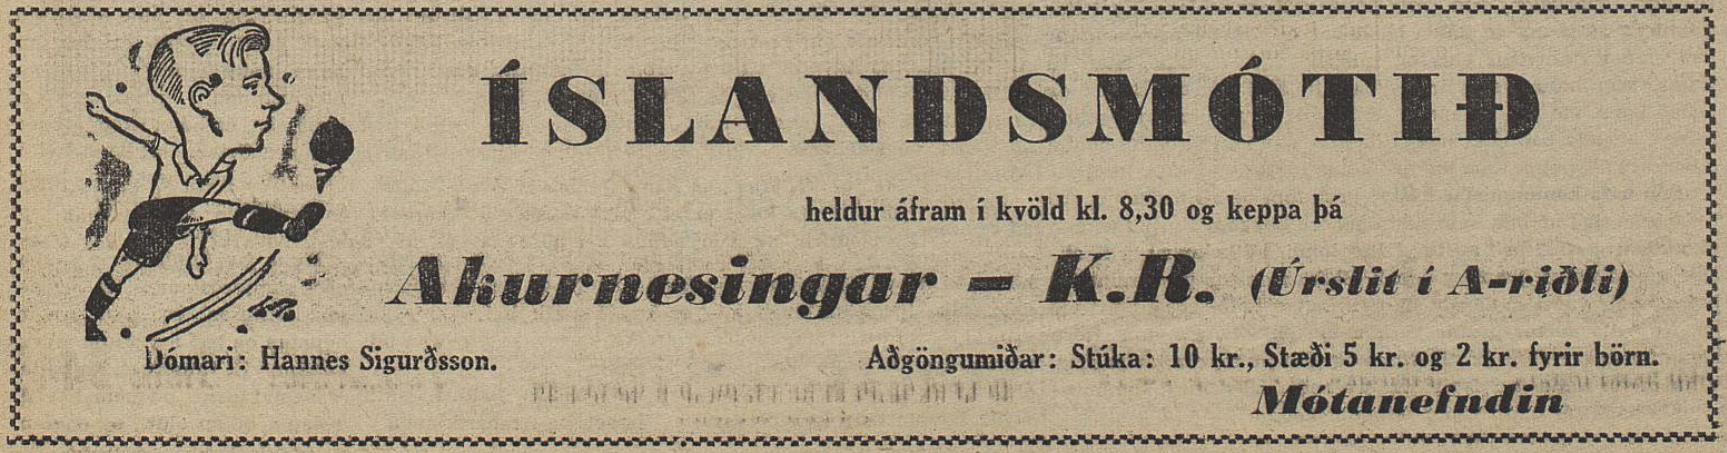 ÍSLANDSMÓTIÐ
heldur áfram í kvöld kl. 8,30 og keppa þá
Akurnesingar - K.R. (Úrslit í A-riðli)
Dómari: Hannes Sigurðsson.
Aðgöngumiðar: Stúka: 10 kr., Stæði 5 kr. og 2 kr. fyrir börn.
Mótanefndin